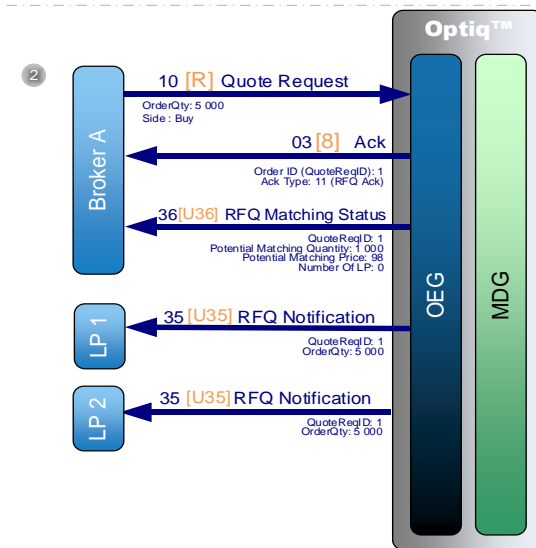 Optiq™
2
10 [R] Quote Request
OrderQty: 5 000
Side : Buy
Broker A
03 [8] Ack
Order ID (QuoteReqID): 1
Ack Type: 11 (RFQ Ack)
36 [U36] RFQ Matching Status
QuoteReqID: 1
Potential Matching Quantity: 1 000
Potential Matching Price: 98
Number Of LP: 0
OEG
MDG
35 [U35] RFQ Notification
LP 1
QuoteReqID: 1
OrderQty: 5 000
35 [U35] RFQ Notification
LP 2
QuoteReqID: 1
OrderQty: 5 000